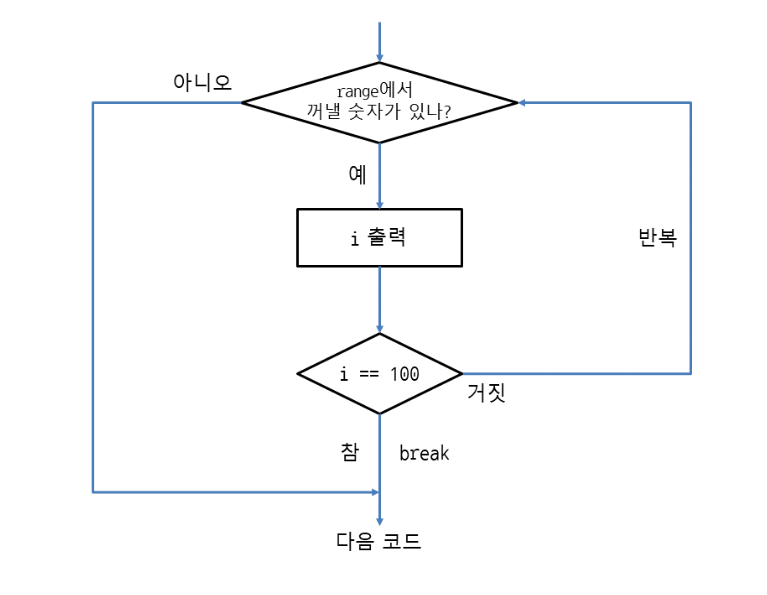 아니오
range에서
꺼낼 숫자가 있나?
예
i 출력
반복
i == 100
거짓
참
break
다음 코드